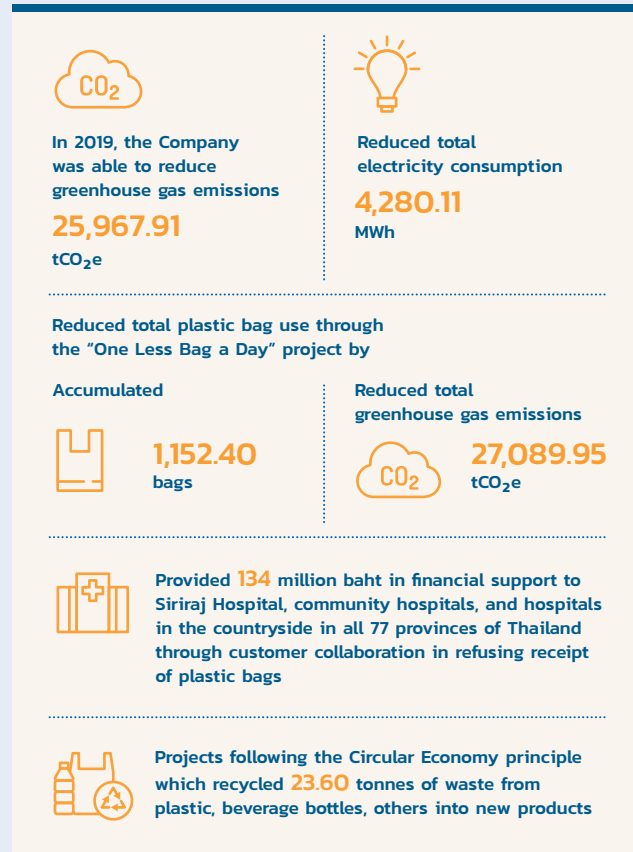 CO2
In 2019, the Company
was able to reduce
greenhouse gas emissions
25,967.91
tCO2e
Reduced total
electricity consumption
4,280.11
MWh
Reduced total plastic bag use through
the “One Less Bag a Day” project by
Accumulated
1,152.40
bags
Reduced total
greenhouse gas emissions
CO2
27,089.95
tCO2e
Provided 134 million baht in financial support to
Siriraj Hospital, community hospitals, and hospitals
in the countryside in all 77 provinces of Thailand
through customer collaboration in refusing receipt
of plastic bags
Projects following the Circular Economy principle
which recycled 23.60 tonnes of waste from
plastic, beverage bottles, others into new products